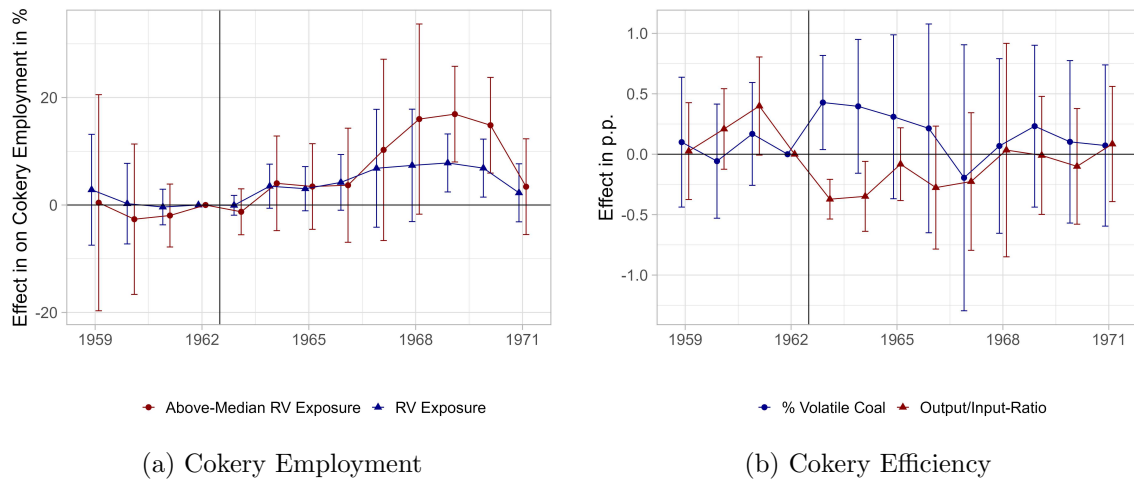 Effect in on Cokery Employment in %
20
0
-20
1959 1962 1965 1968 1971
Above-Median RV Exposure RV Exposure
(a) Cokery Employment
Effect in p.p.
1.0
0.5
0.0
-0.5
-1.0
1959 1962 1965 1968 1971
% Volatile Coal Output/Input-Ratio
(b) Cokery Efficiency